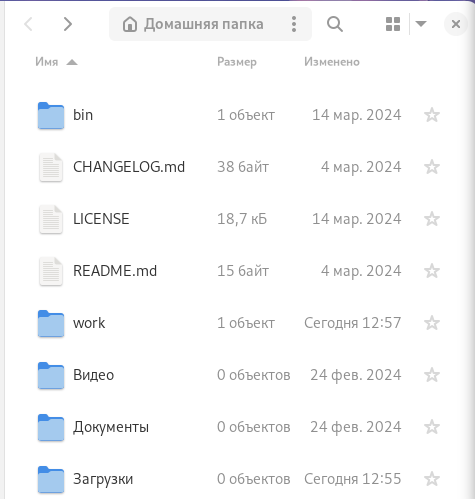 Домашняя папка
Имя Размер Изменено
bin 1 объект 14 мар. 2024
CHANGELOG.md 38 байт 4 мар. 2024
LICENSE 18,7 кБ 14 мар. 2024
README.md 15 байт 4 мар. 2024
work 1 объект Сегодня 12:57
Видео 0 объектов 24 фев. 2024
Документы 0 объектов 24 фев. 2024
Загрузки 0 объектов Сегодня 12:55